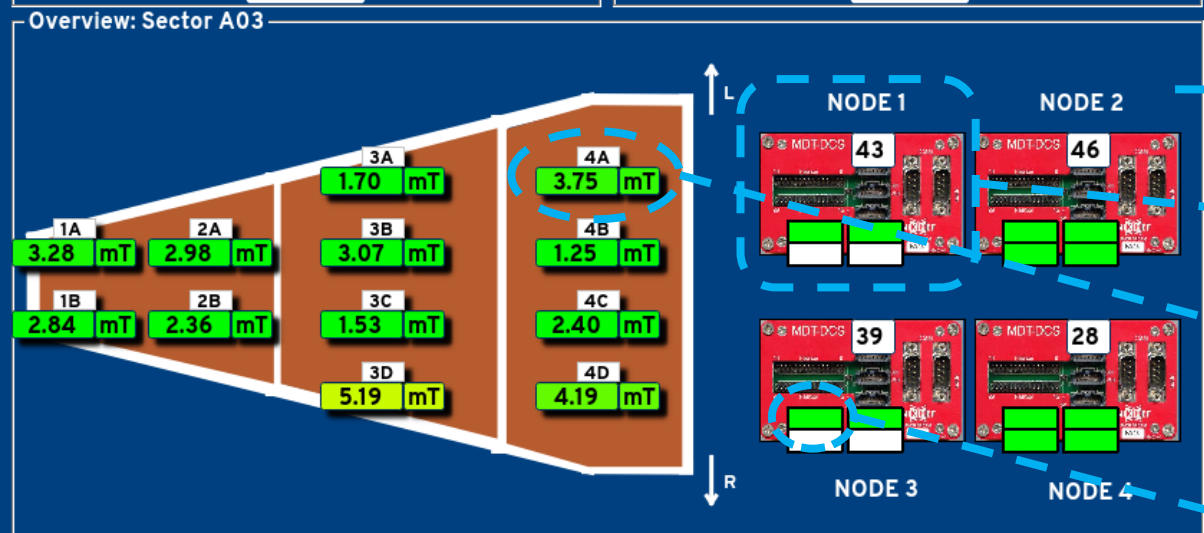 Overview: Sector A03
L
NODE 1
NODE 2
MDT-DCS 43
MDT-DCS 46
3A
1.70 mT
4A
3.75 mT
1A
3.28 mT
2A
2.98 mT
3B
3.07 mT
4B
1.25 mT
1B
2.84 mT
2B
2.36 mT
3C
1.53 mT
4C
2.40 mT
3D
5.19 mT
4D
4.19 mT
MDT-DCS 39
MDT-DCS 28
R
NODE 3
NODE 4